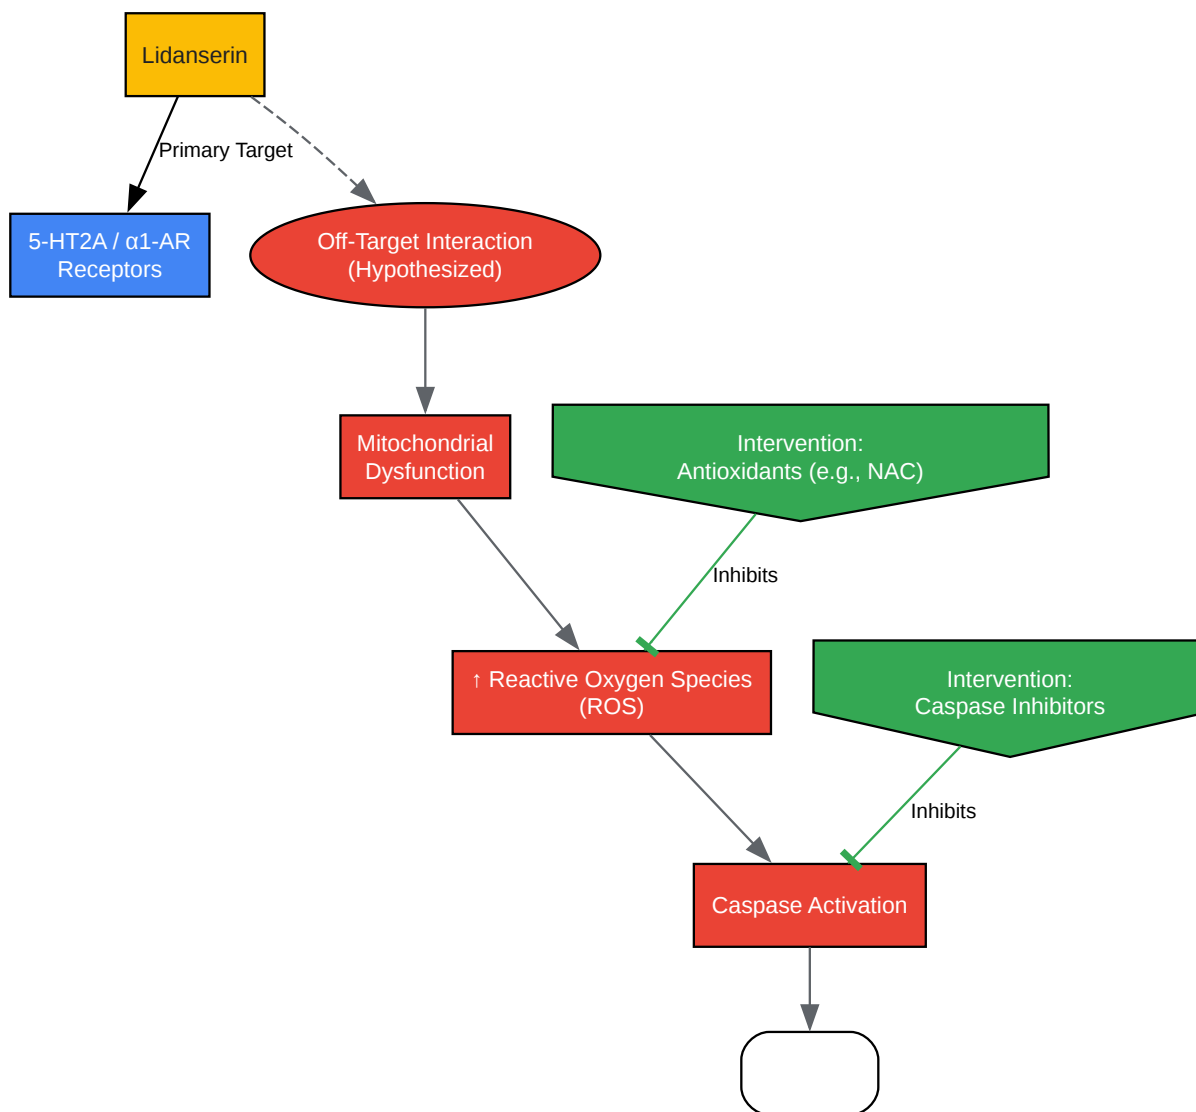 Lidanserin
Primary Target
5-HT2A / α1-AR
Receptors
Off-Target Interaction
(Hypothesized)
Mitochondrial
Dysfunction
Intervention:
Antioxidants (e.g., NAC)
Inhibits
↑ Reactive Oxygen Species
(ROS)
Intervention:
Caspase Inhibitors
Inhibits
Caspase Activation